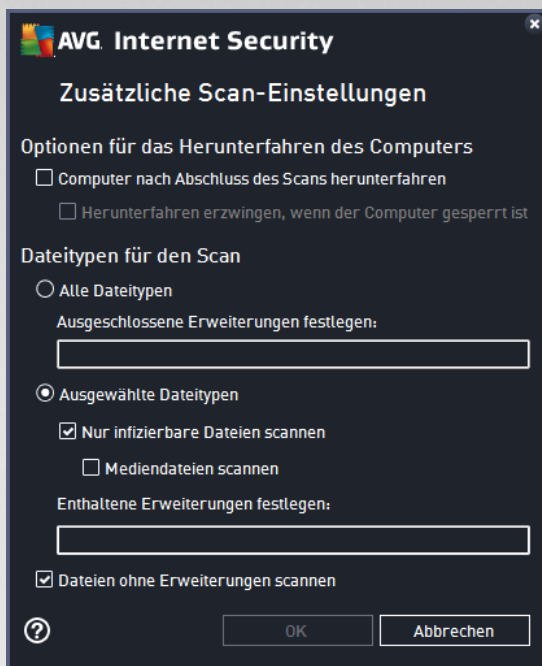 AVG. Internet Security
Zusätzliche Scan-Einstellungen
Optionen für das Herunterfahren des Computers
Computer nach Abschluss des Scans herunterfahren
Herunterfahren erzwingen, wenn der Computer gesperrt ist
Dateitypen für den Scan
Alle Dateitypen
Ausgeschlossene Erweiterungen festlegen:
Ausgewählte Dateitypen
Nur infizierbare Dateien scannen
Mediendateien scannen
Enthaltene Erweiterungen festlegen:
Dateien ohne Erweiterungen scannen
? OK Abbrechen